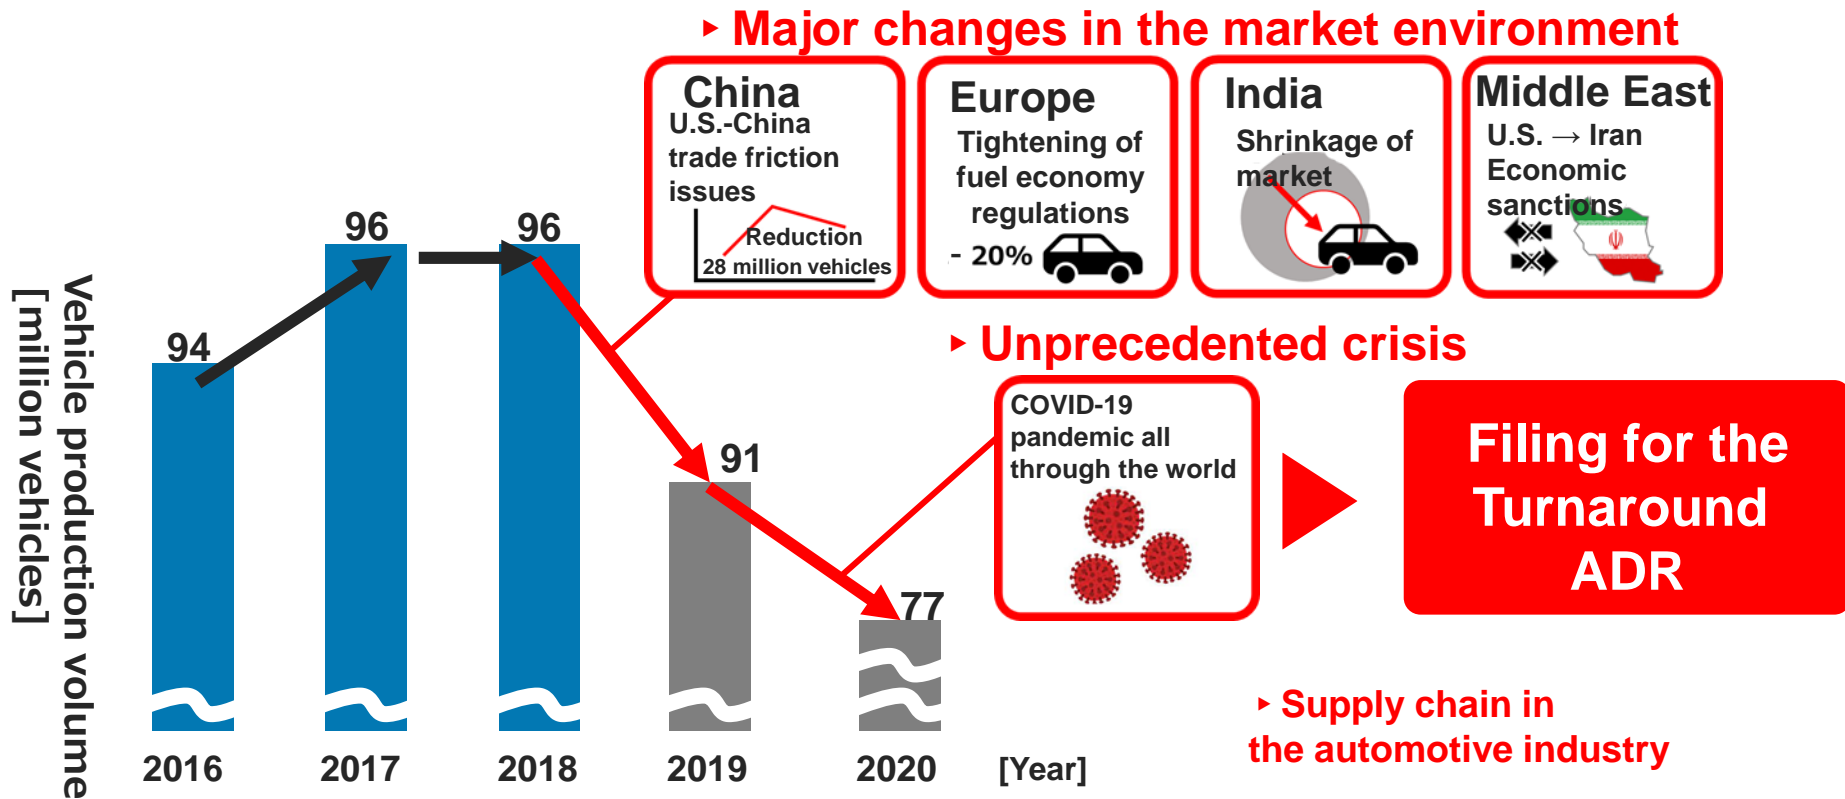 ▸ Major changes in the market environment
China
U.S.-China
trade friction
issues
Reduction
28 million vehicles
Europe
Tightening of
fuel economy
regulations
- 20%
India
Shrinkage of
market
Middle East
U.S. → Iran
Economic
sanctions
▸ Unprecedented crisis
COVID-19
pandemic all
through the world
Filing for the
Turnaround
ADR
▸ Supply chain in
the automotive industry
Vehicle production volume
[million vehicles]
94
96
96
91
77
2016
2017
2018
2019
2020
[Year]